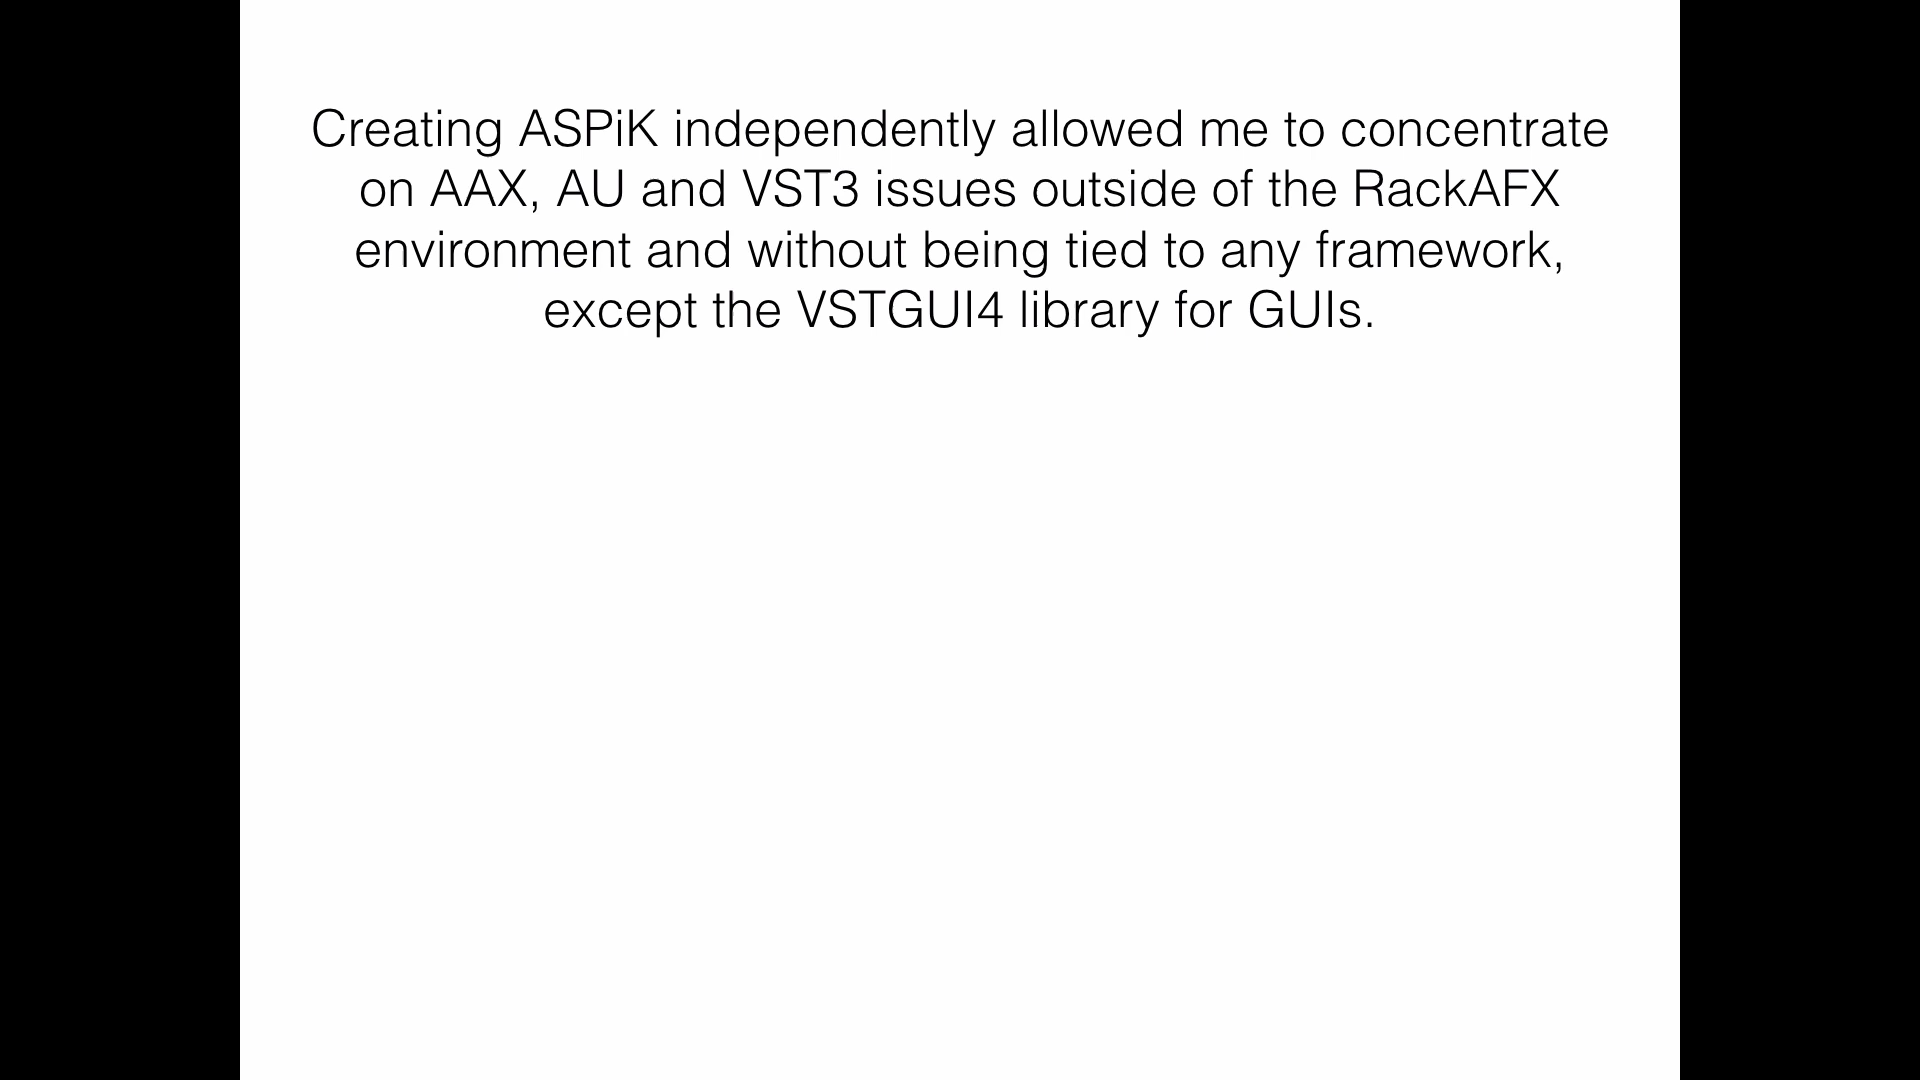 Creating ASPiK independently allowed me to concentrate
on AAX, AU and VST3 issues outside of the RackAFX
environment and without being tied to any framework,
except the VSTGUI4 library for GUIs.